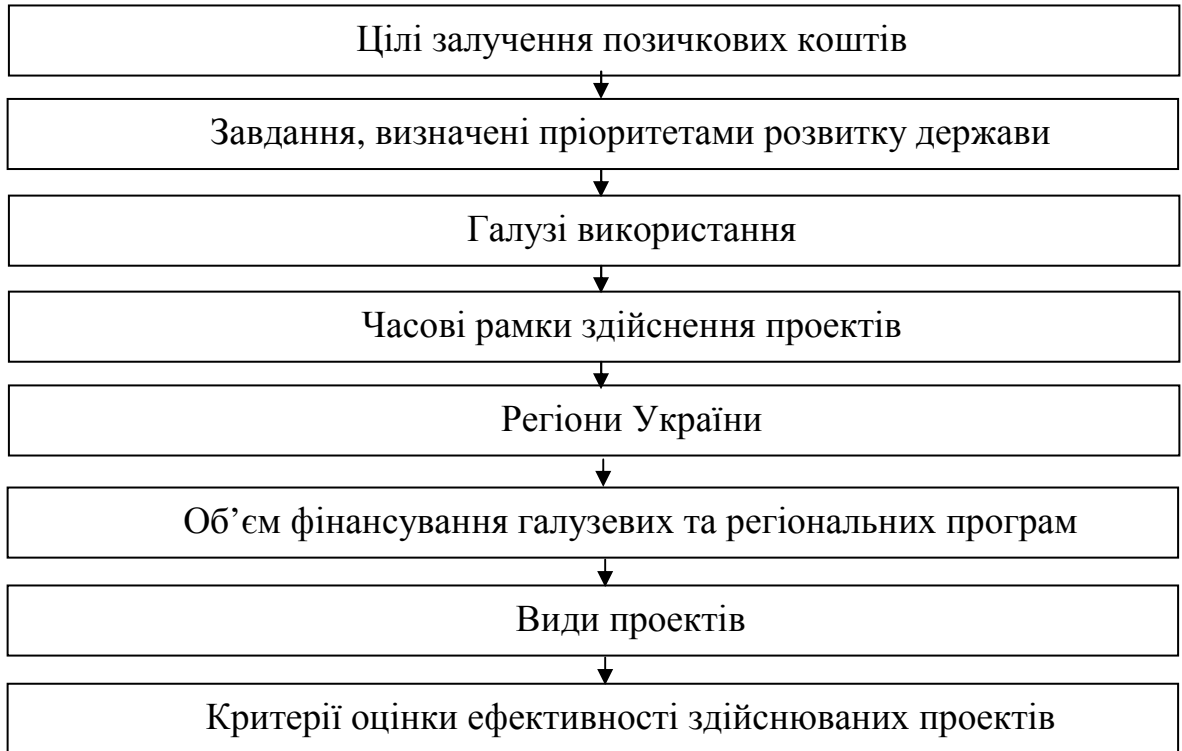 Цілі залучення позичкових коштів
Завдання, визначені пріоритетами розвитку держави
Галузі використання
Часові рамки здійснення проектів
Регіони України
Об’єм фінансування галузевих та регіональних програм
Види проектів
Критерії оцінки ефективності здійснюваних проектів